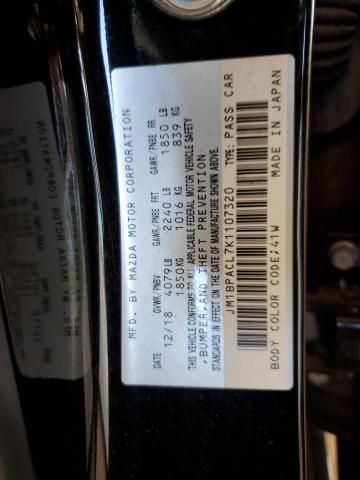 MFD. BY MAZDA MOTOR CORPORATION
DATE GVWR/PNBV GAWR/PNBE FRT GAWR/PNBE RR
12/18 4079LB 2240 LB 1850 LB
1850KG 1016 KG 839 KG
THIS VEHICLE CONFORMS TO ALL APPLICABLE FEDERAL MOTOR VEHICLE SAFETY
,BUMPER,AND THEFT PREVENTION
STANDARDS IN EFFECT ON THE DATE OF MANUFACTURE SHOWN ABOVE.
JM1BPACL7K1107320 TYPE: PASS CAR
BODY COLOR CODE;41W MADE IN JAPAN